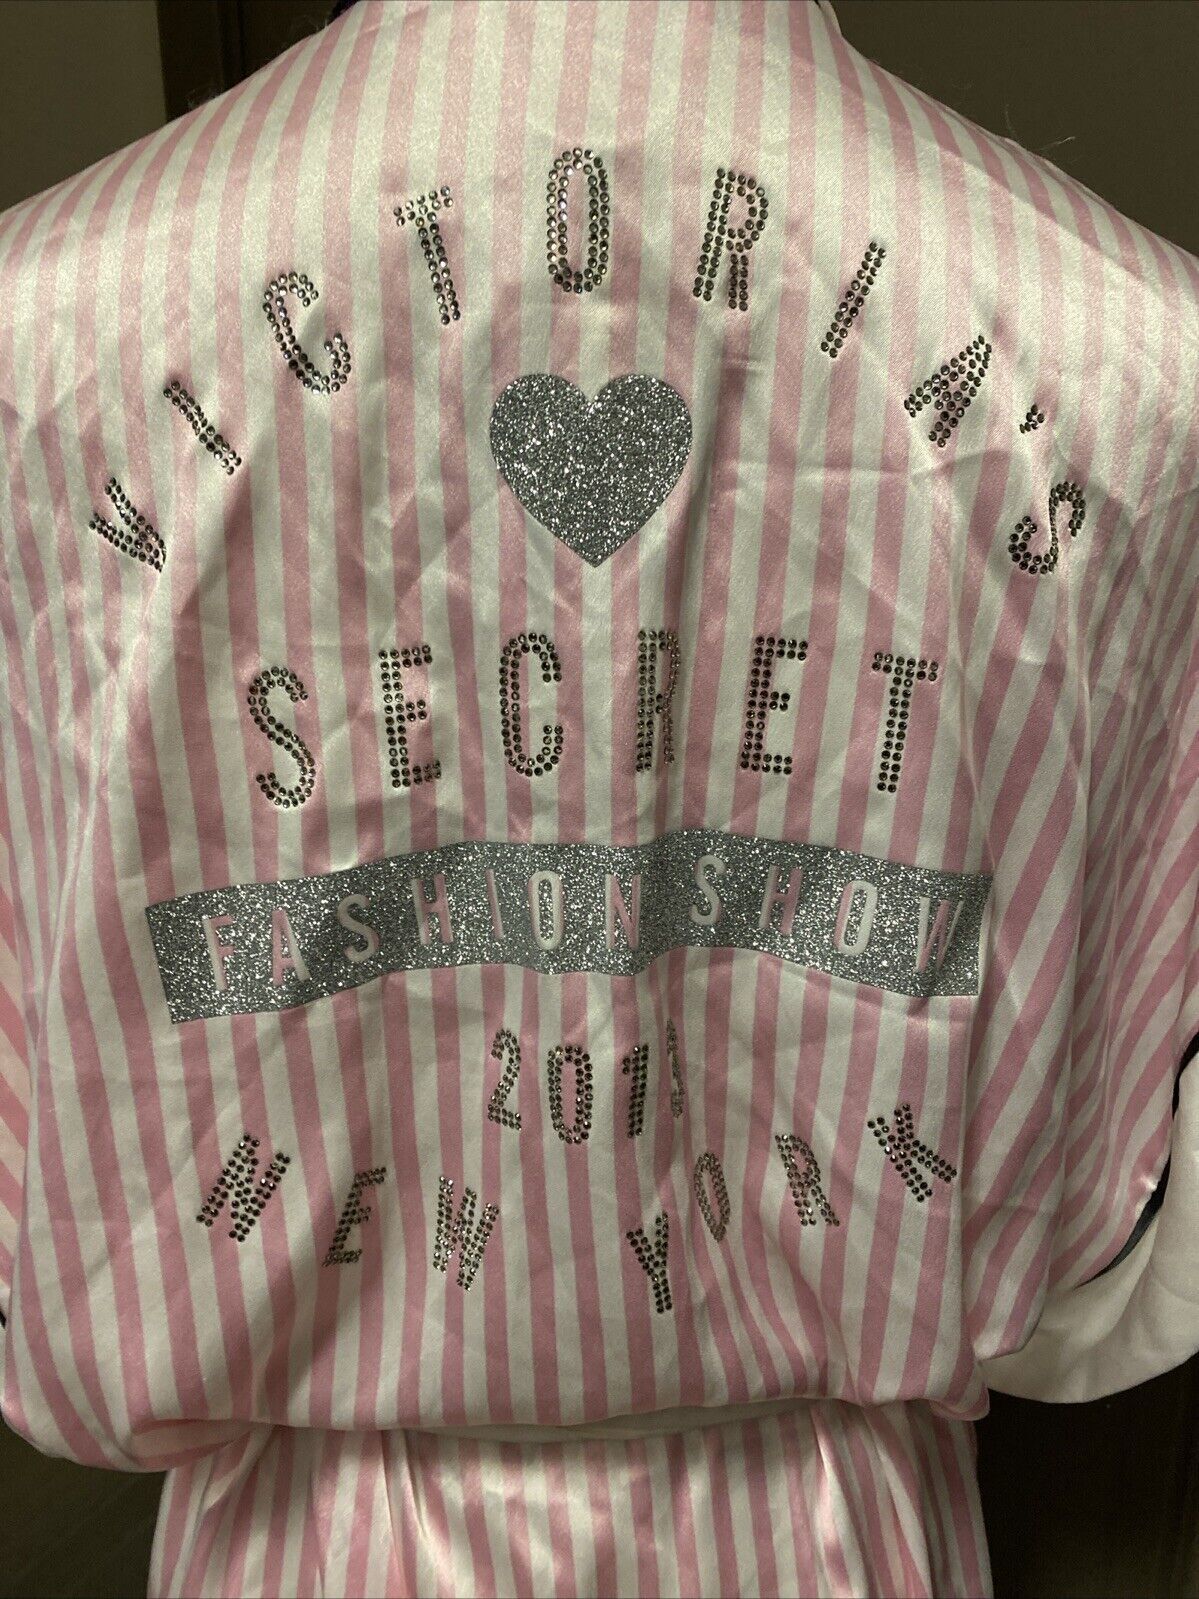 VICTORIA'S
SECRET
FASHION SHOW
NEW YORK